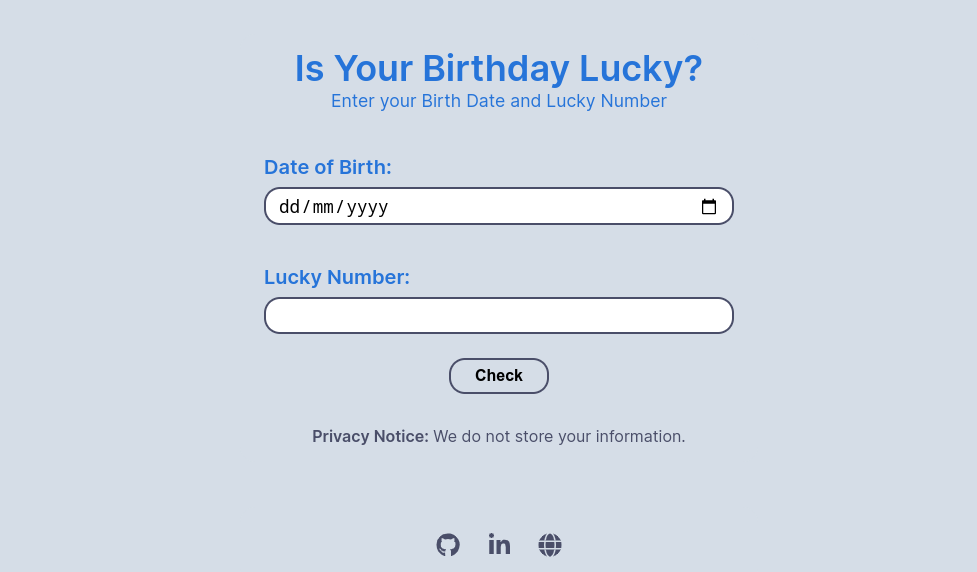 Is Your Birthday Lucky?
Enter your Birth Date and Lucky Number
Date of Birth:
dd/mm/yyyy
Lucky Number:
Check
Privacy Notice: We do not store your information.
in